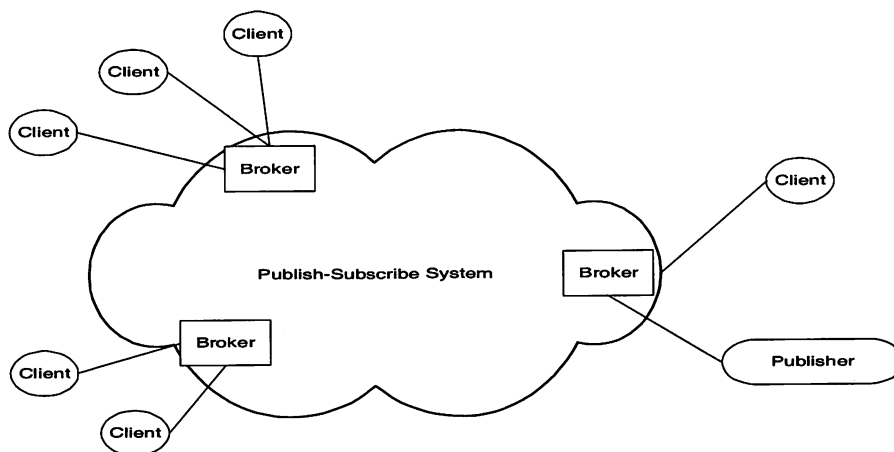 Client
Client
Client
Broker
Client
Publish-Subscribe System
Broker
Broker
Publisher
Client
Client